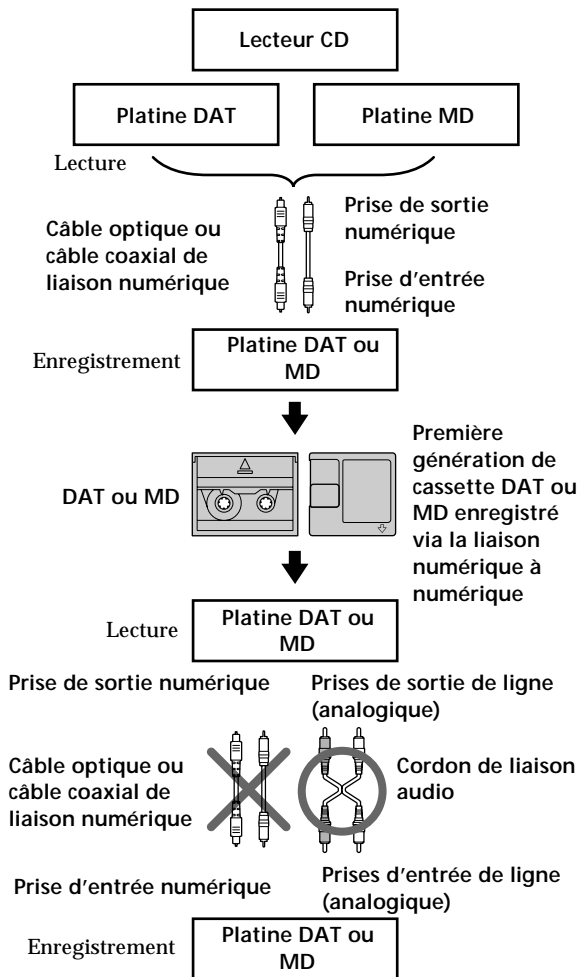 Lecteur CD
Platine DAT
Platine MD
Lecture
Câble optique ou
câble coaxial de
liaison numérique
Prise de sortie
numérique
Prise d'entrée
numérique
Enregistrement
Platine DAT ou
MD
DAT ou MD
Première
génération de
cassette DAT ou
MD enregistré
via la liaison
numérique à
numérique
Lecture
Platine DAT ou
MD
Prise de sortie numérique
Prises de sortie de ligne
(analogique)
Câble optique ou
câble coaxial de
liaison numérique
Cordon de liaison
audio
Prise d'entrée numérique
Prises d'entrée de ligne
(analogique)
Enregistrement
Platine DAT ou
MD